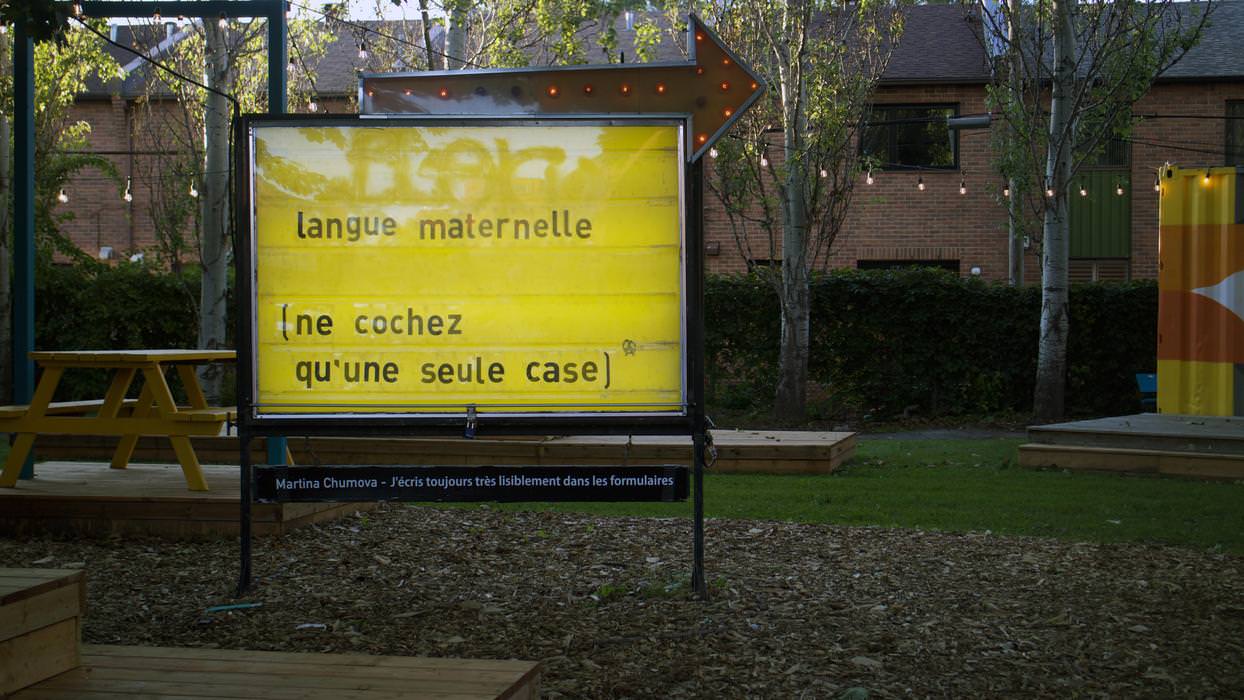 langue maternelle
(ne cochez
qu'une seule case)
Martina Chumova - J'écris toujours très lisiblement dans les formulaires